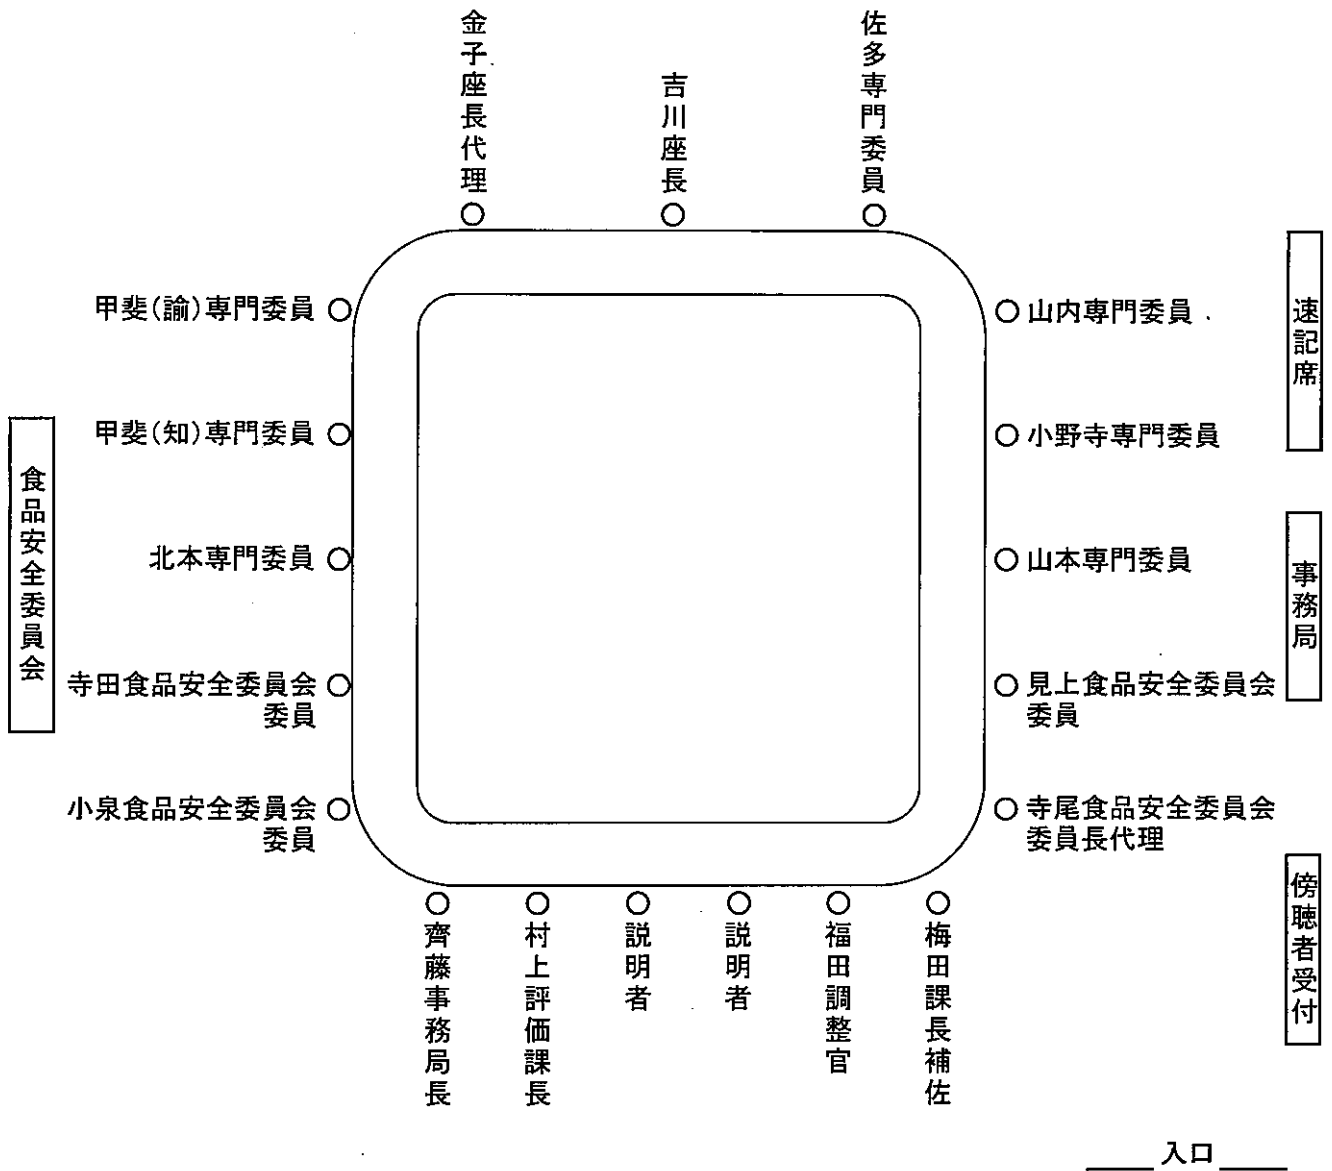 金子座長代理
吉川座長
佐多専門委員
甲斐(諭)専門委員
甲斐(知)専門委員
北本専門委員
寺田食品安全委員会
委員
小泉食品安全委員会
委員
山内専門委員
小野寺専門委員
山本専門委員
見上食品安全委員会
委員
寺尾食品安全委員会
委員長代理
齊藤事務局長
村上評価課長
説明者
説明者
福田調整官
梅田課長補佐
食品安全委員会
速記席
事務局
傍聴者受付
入口